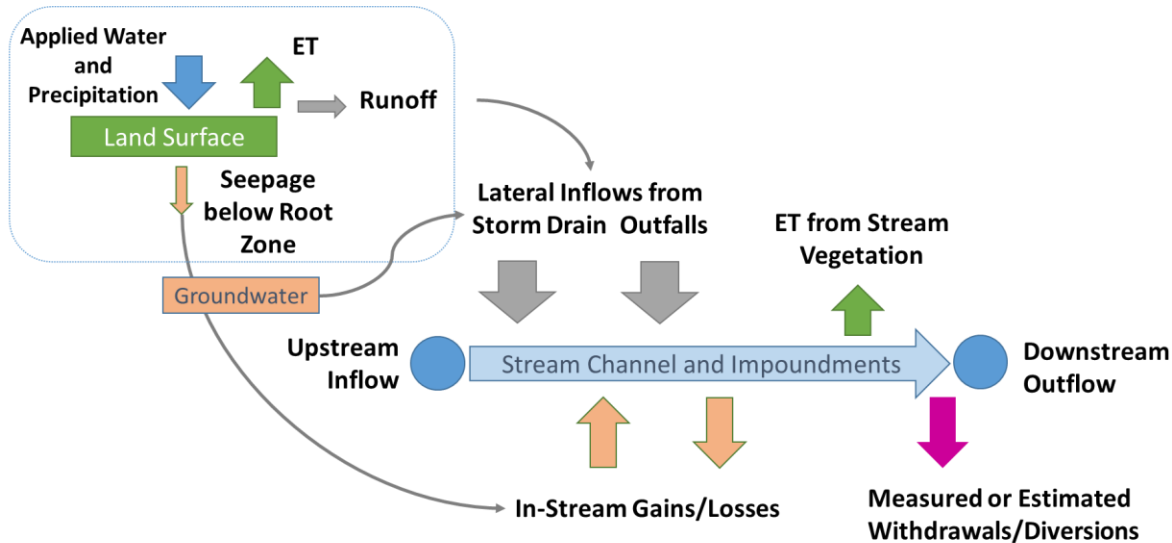 Applied Water
and
Precipitation
ET
Runoff
Land Surface
Seepage
below Root
Zone
Groundwater
Lateral Inflows from
Storm Drain Outfalls
ET from Stream
Vegetation
Upstream
Inflow
Stream Channel and Impoundments
Downstream
Outflow
In-Stream Gains/Losses
Measured or Estimated
Withdrawals/Diversions